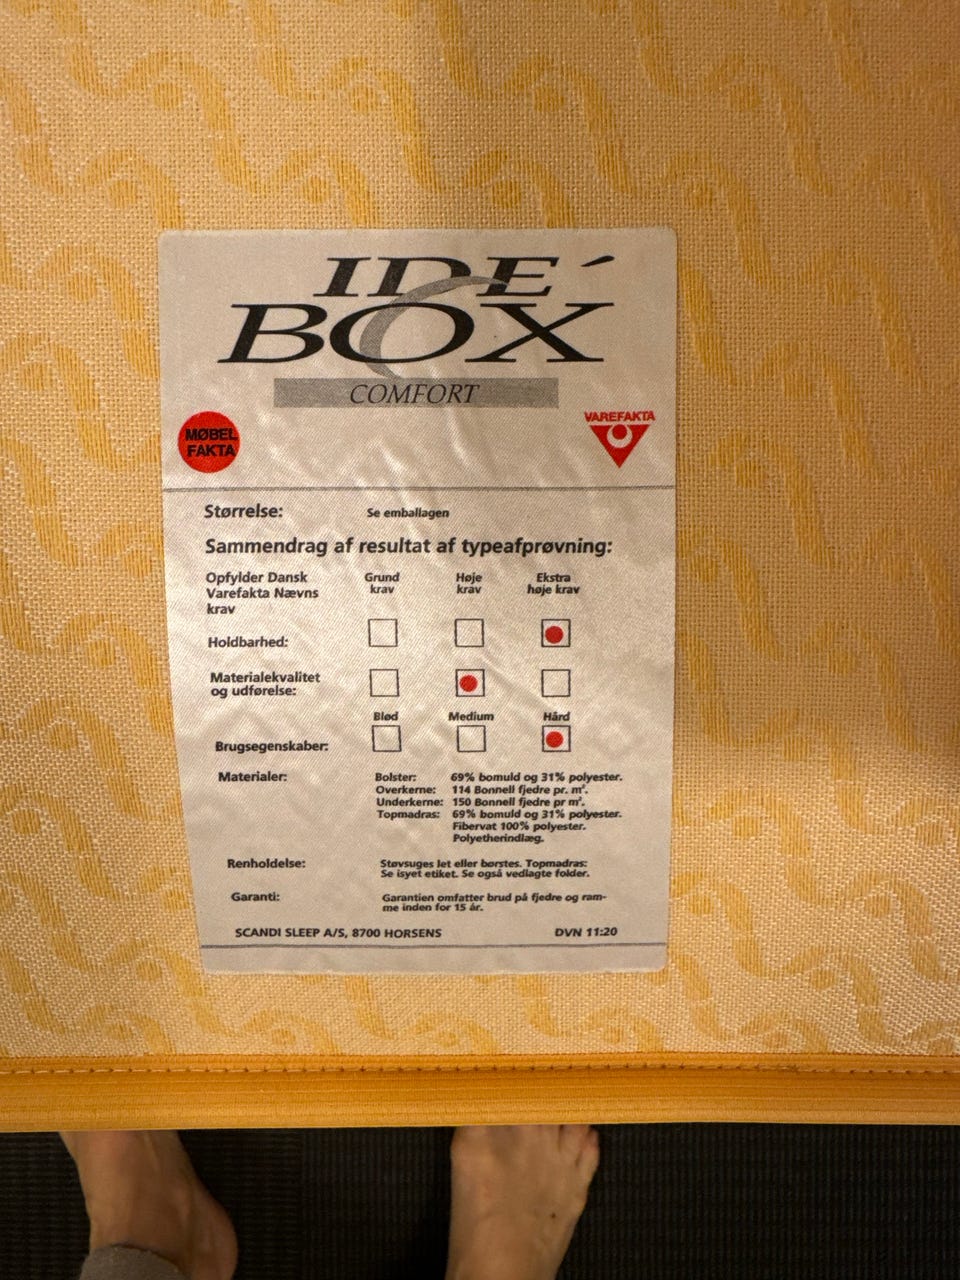 IDE´
BOX
COMFORT
MØBEL
FAKTA
VAREFAKTA
Størrelse: Se emballagen
Sammendrag af resultat af typeafprøvning:
Opfylder Dansk
Varefakta Nævns
krav
Grund
krav
Høje
krav
Ekstra
høje krav
Holdbarhed:
Materialekvalitet
og udførelse:
Blød Medium Hård
Brugsegenskaber:
Materialer: Bolster: 69% bomuld og 31% polyester.
Overkerne: 114 Bonnell fjedre pr. m².
Underkerne: 150 Bonnell fjedre pr m².
Topmadras: 69% bomuld og 31% polyester.
Fibervat 100% polyester.
Polyetherindlæg.
Renholdelse: Støvsuges let eller børstes. Topmadras:
Se isyet etiket. Se også vedlagte folder.
Garanti: Garantien omfatter brud på fjedre og ram-
me inden for 15 år.
SCANDI SLEEP A/S, 8700 HORSENS DVN 11:20